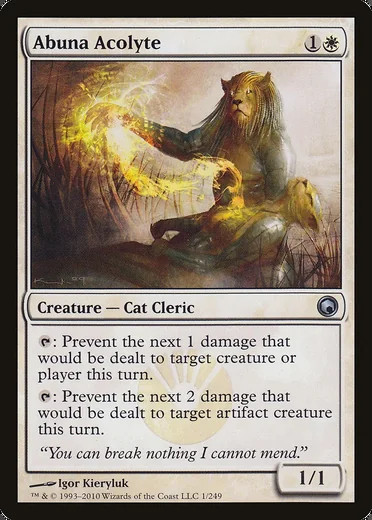 Abuna Acolyte 1
Creature — Cat Cleric
: Prevent the next 1 damage that
would be dealt to target creature or
player this turn.
: Prevent the next 2 damage that
would be dealt to target artifact creature
this turn.
“You can break nothing I cannot mend.”
Igor Kieryluk
1/1
™ & © 1993–2010 Wizards of the Coast LLC 1/249